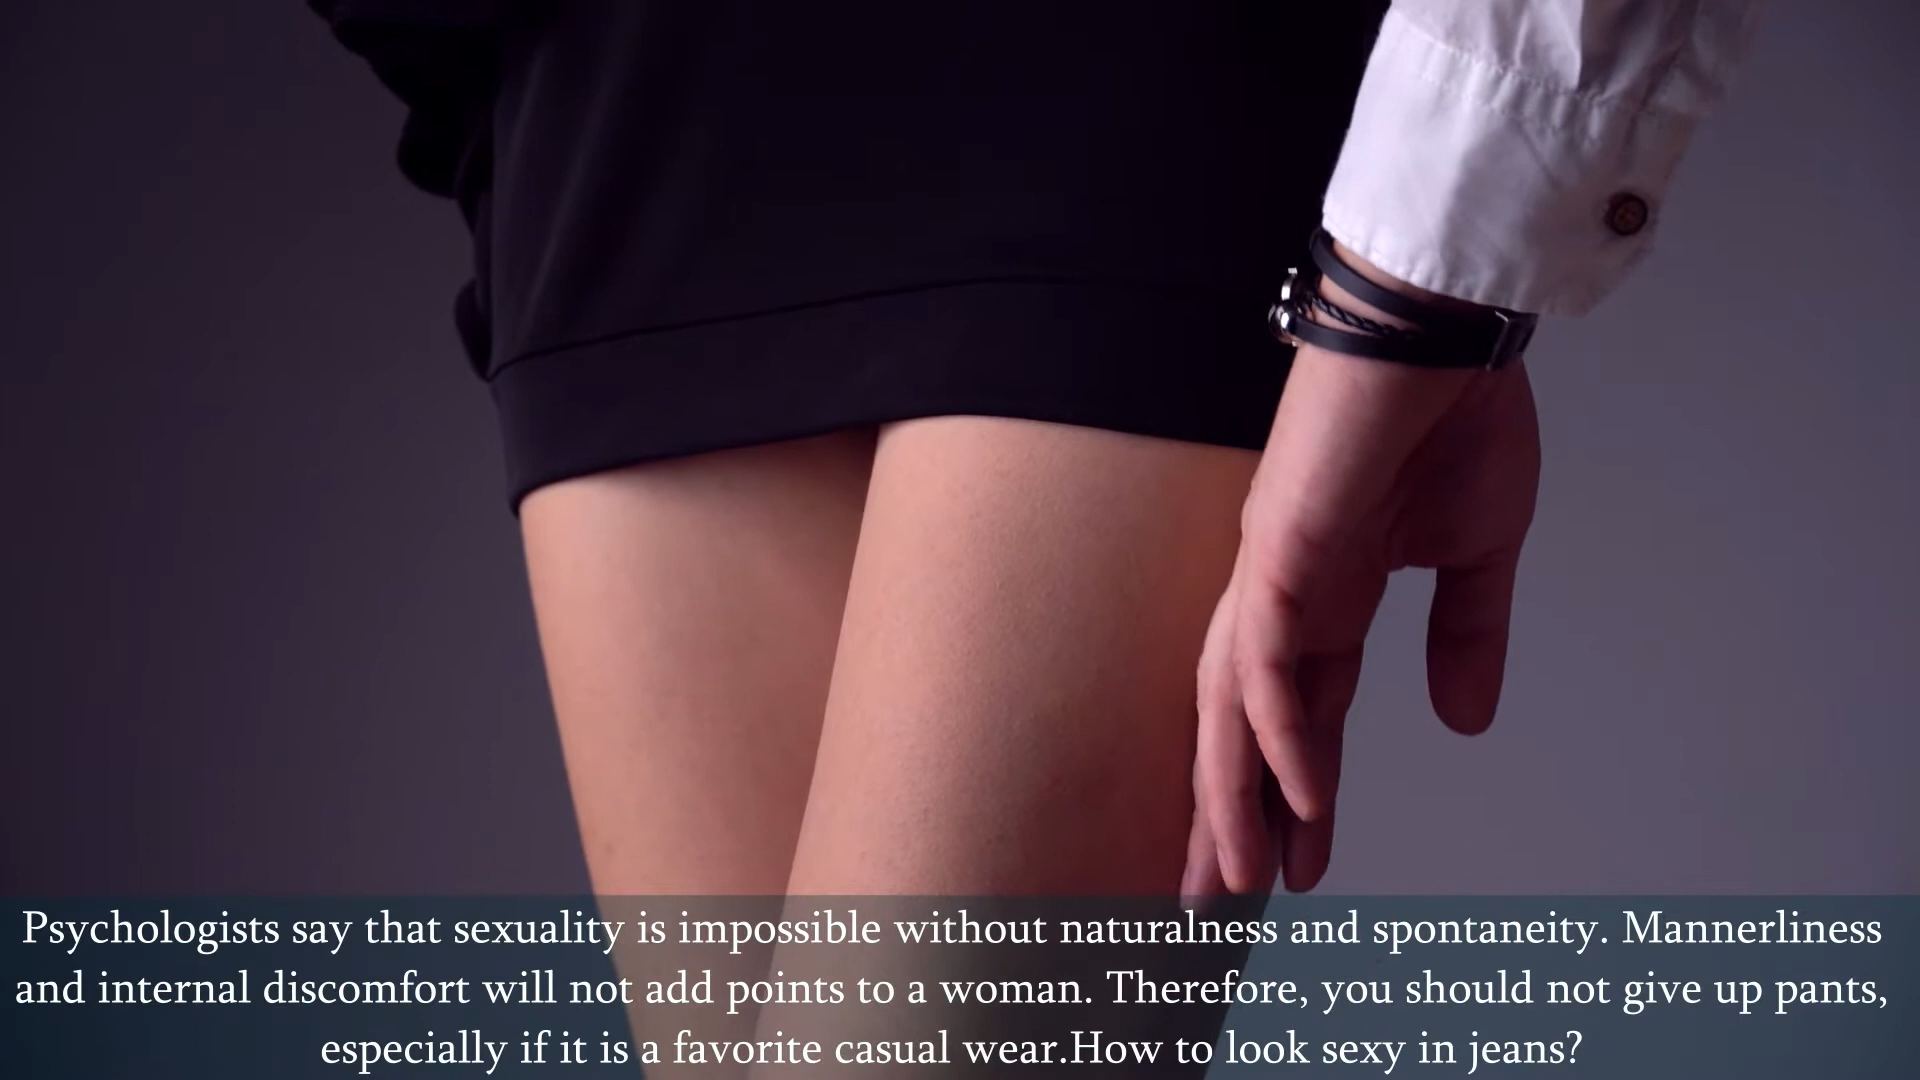 Psychologists say that sexuality is impossible without naturalness and spontaneity. Mannerliness
and internal discomfort will not add points to a woman. Therefore, you should not give up pants,
especially if it is a favorite casual wear.How to look sexy in jeans?